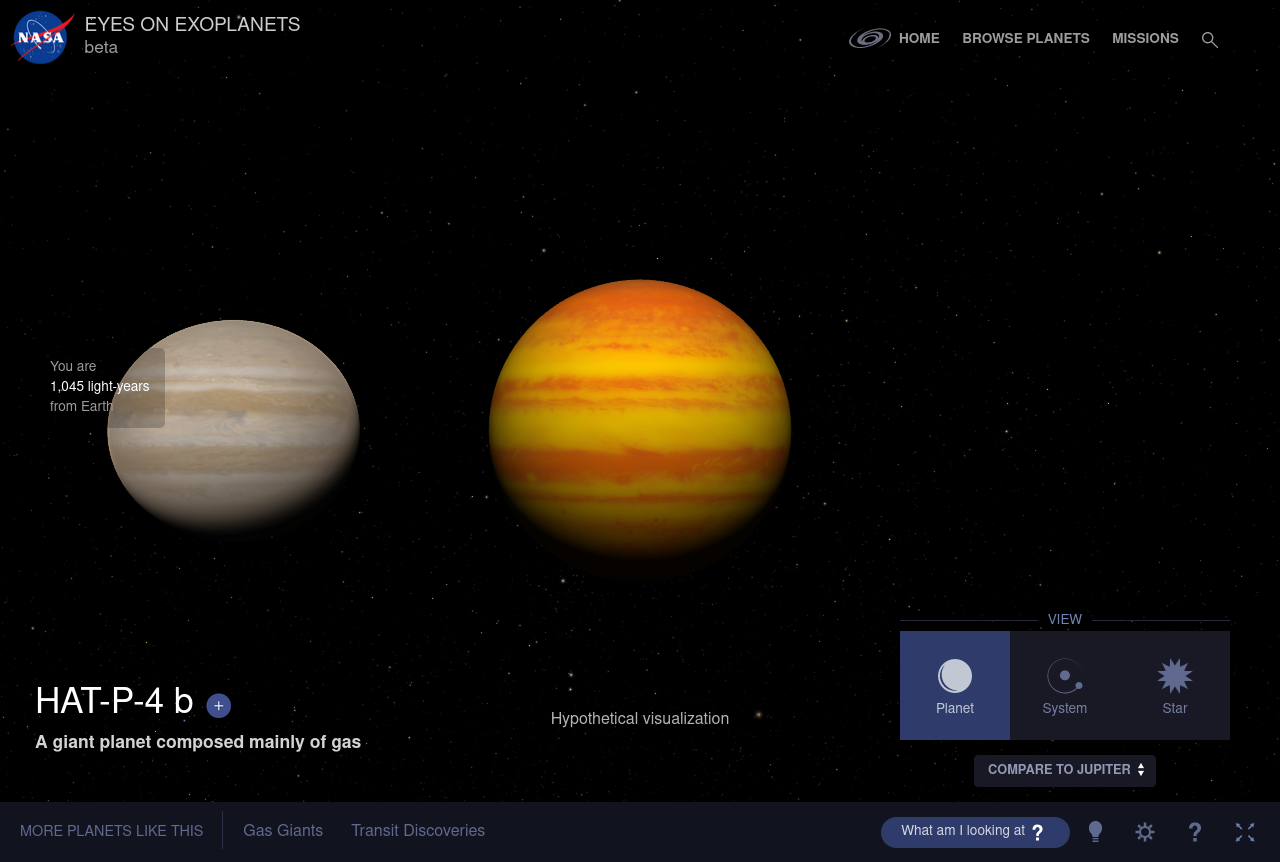 NASA
EYES ON EXOPLANETS
beta
HOME
BROWSE PLANETS
MISSIONS
You are
1,045 light-years
from Earth
VIEW
Planet
System
Star
COMPARE TO JUPITER
HAT-P-4 b
+
A giant planet composed mainly of gas
Hypothetical visualization
MORE PLANETS LIKE THIS
Gas Giants
Transit Discoveries
What am I looking at ?
?